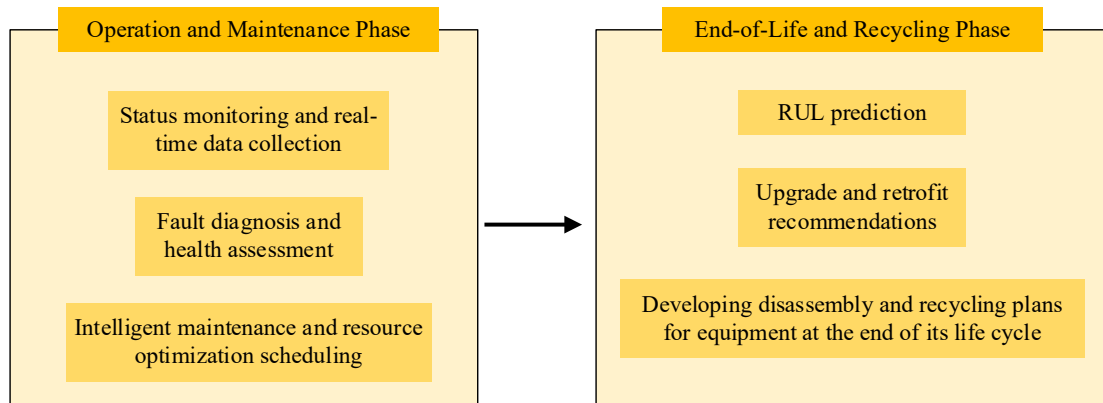 Operation and Maintenance Phase
Status monitoring and real-
time data collection
Fault diagnosis and
health assessment
Intelligent maintenance and resource
optimization scheduling
End-of-Life and Recycling Phase
RUL prediction
Upgrade and retrofit
recommendations
Developing disassembly and recycling plans
for equipment at the end of its life cycle